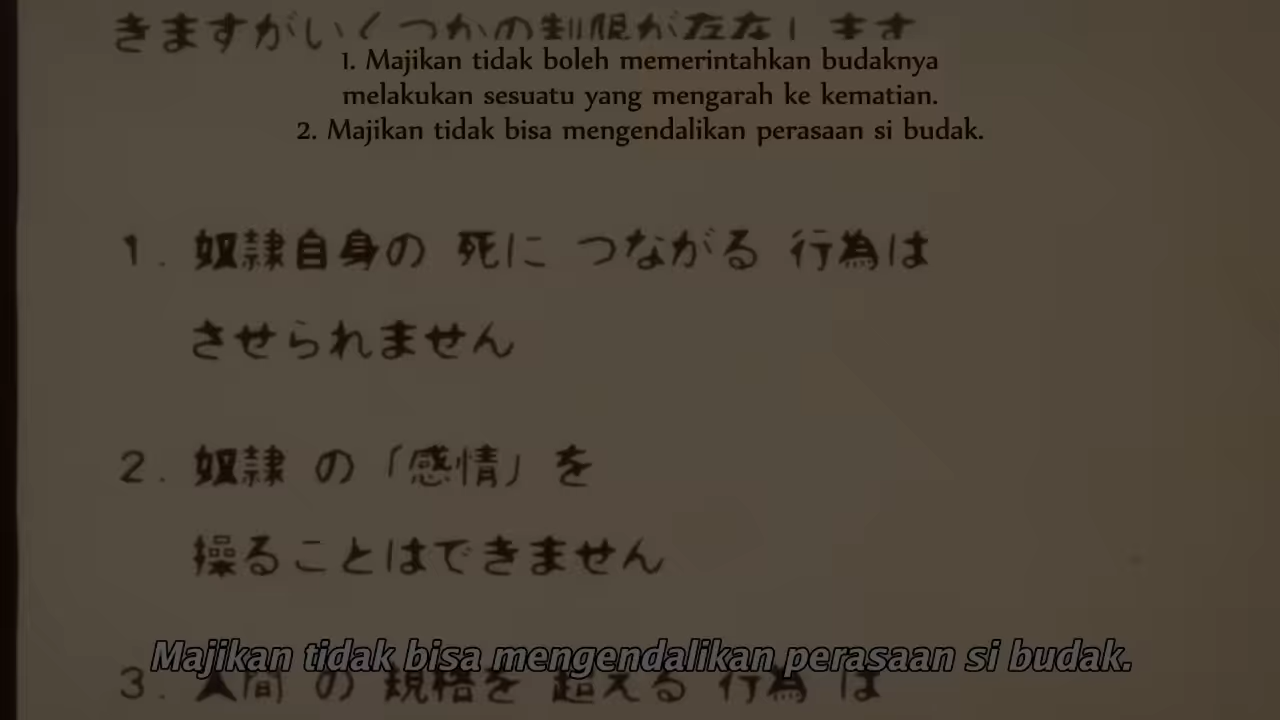 きますがいくつかの制限が存在します
1. Majikan tidak boleh memerintahkan budaknya
melakukan sesuatu yang mengarah ke kematian.
2. Majikan tidak bisa mengendalikan perasaan si budak.
1. 奴隷自身の 死に つながる 行為は
させられません
2. 奴隷 の「感情」を
操ることはできません
Majikan tidak bisa mengendalikan perasaan si budak.
3. 人間 の 規格を 超える 行為 は